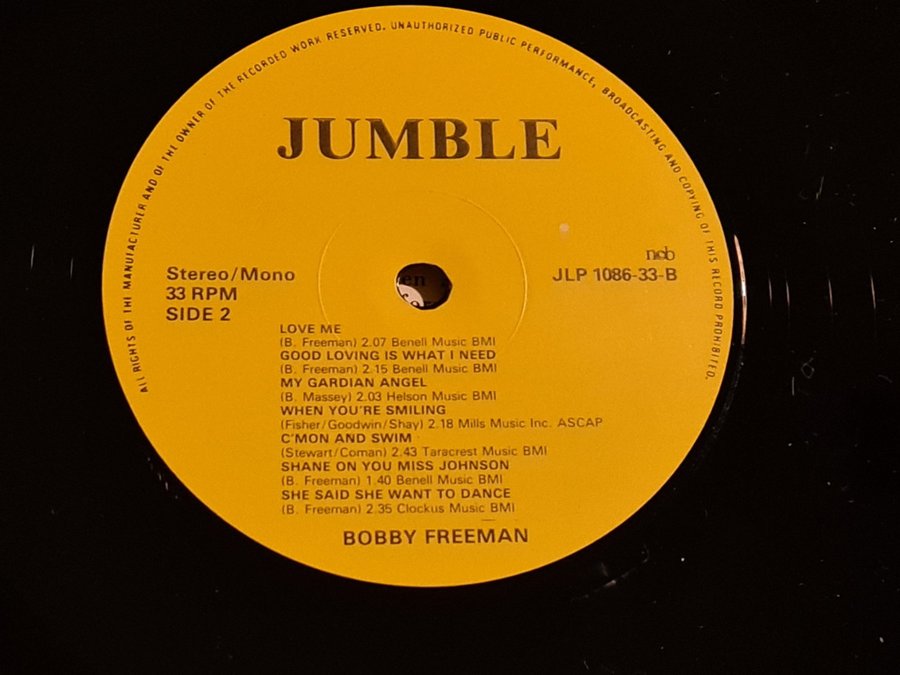 ALL RIGHTS OF THE MANUFACTURER AND OF THE OWNER OF THE RECORDED WORK RESERVED. UNAUTHORIZED PUBLIC PERFORMANCE, BROADCASTING AND COPYING OF THIS RECORD PROHIBITED.
JUMBLE
Stereo/Mono
33 RPM
SIDE 2
ncb
JLP 1086-33-B
LOVE ME
(B. Freeman) 2.07 Benell Music BMI
GOOD LOVING IS WHAT I NEED
(B. Freeman) 2.15 Benell Music BMI
MY GARDIAN ANGEL
(B. Massey) 2.03 Helson Music BMI
WHEN YOU'RE SMILING
(Fisher/Goodwin/Shay) 2.18 Mills Music Inc. ASCAP
C'MON AND SWIM
(Stewart/Coman) 2.43 Taracrest Music BMI
SHANE ON YOU MISS JOHNSON
(B. Freeman) 1.40 Benell Music BMI
SHE SAID SHE WANT TO DANCE
(B. Freeman) 2.35 Clockus Music BMI
BOBBY FREEMAN